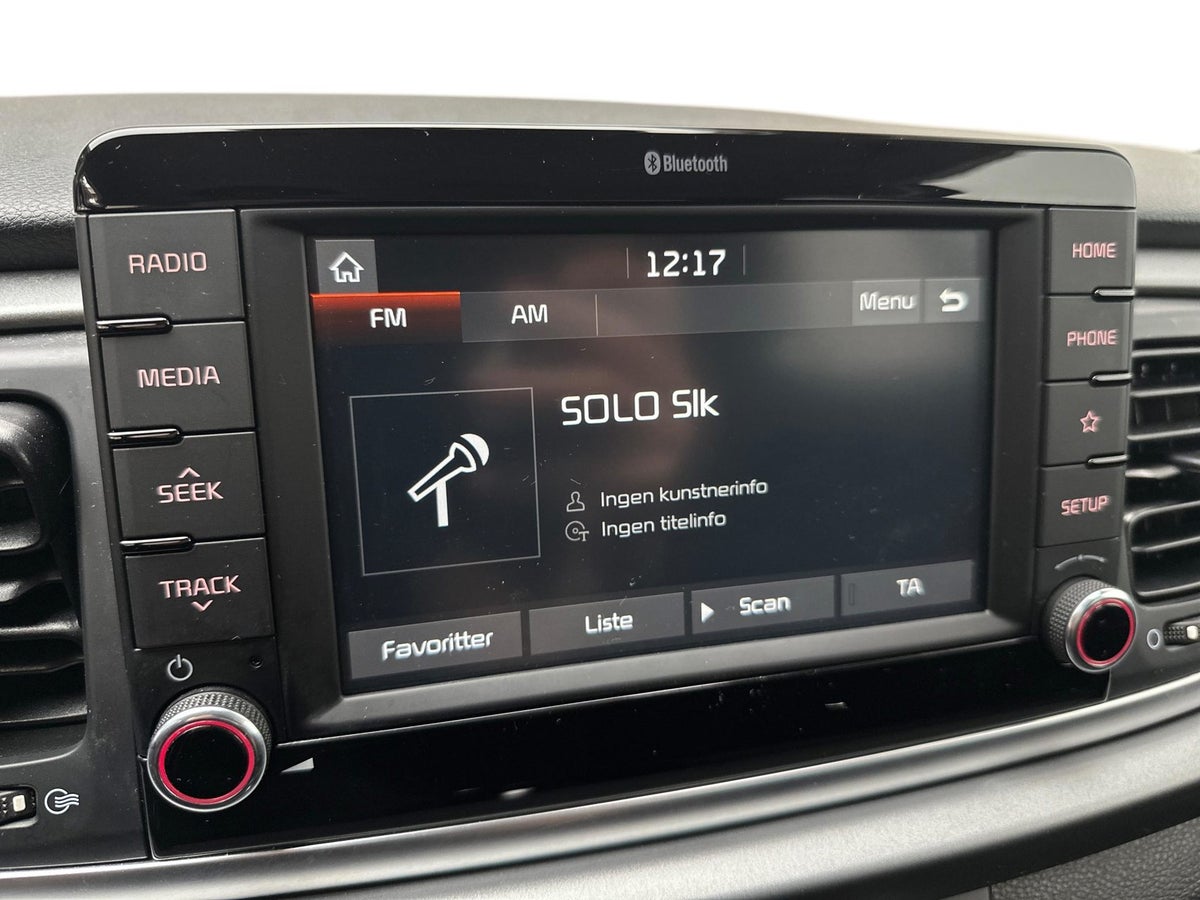 Bluetooth
RADIO
MEDIA
SEEK
TRACK
12:17
FM
AM
Menu
SOLO Slk
Ingen kunstnerinfo
Ingen titelinfo
Favoritter
Liste
Scan
TA
HOME
PHONE
SETUP